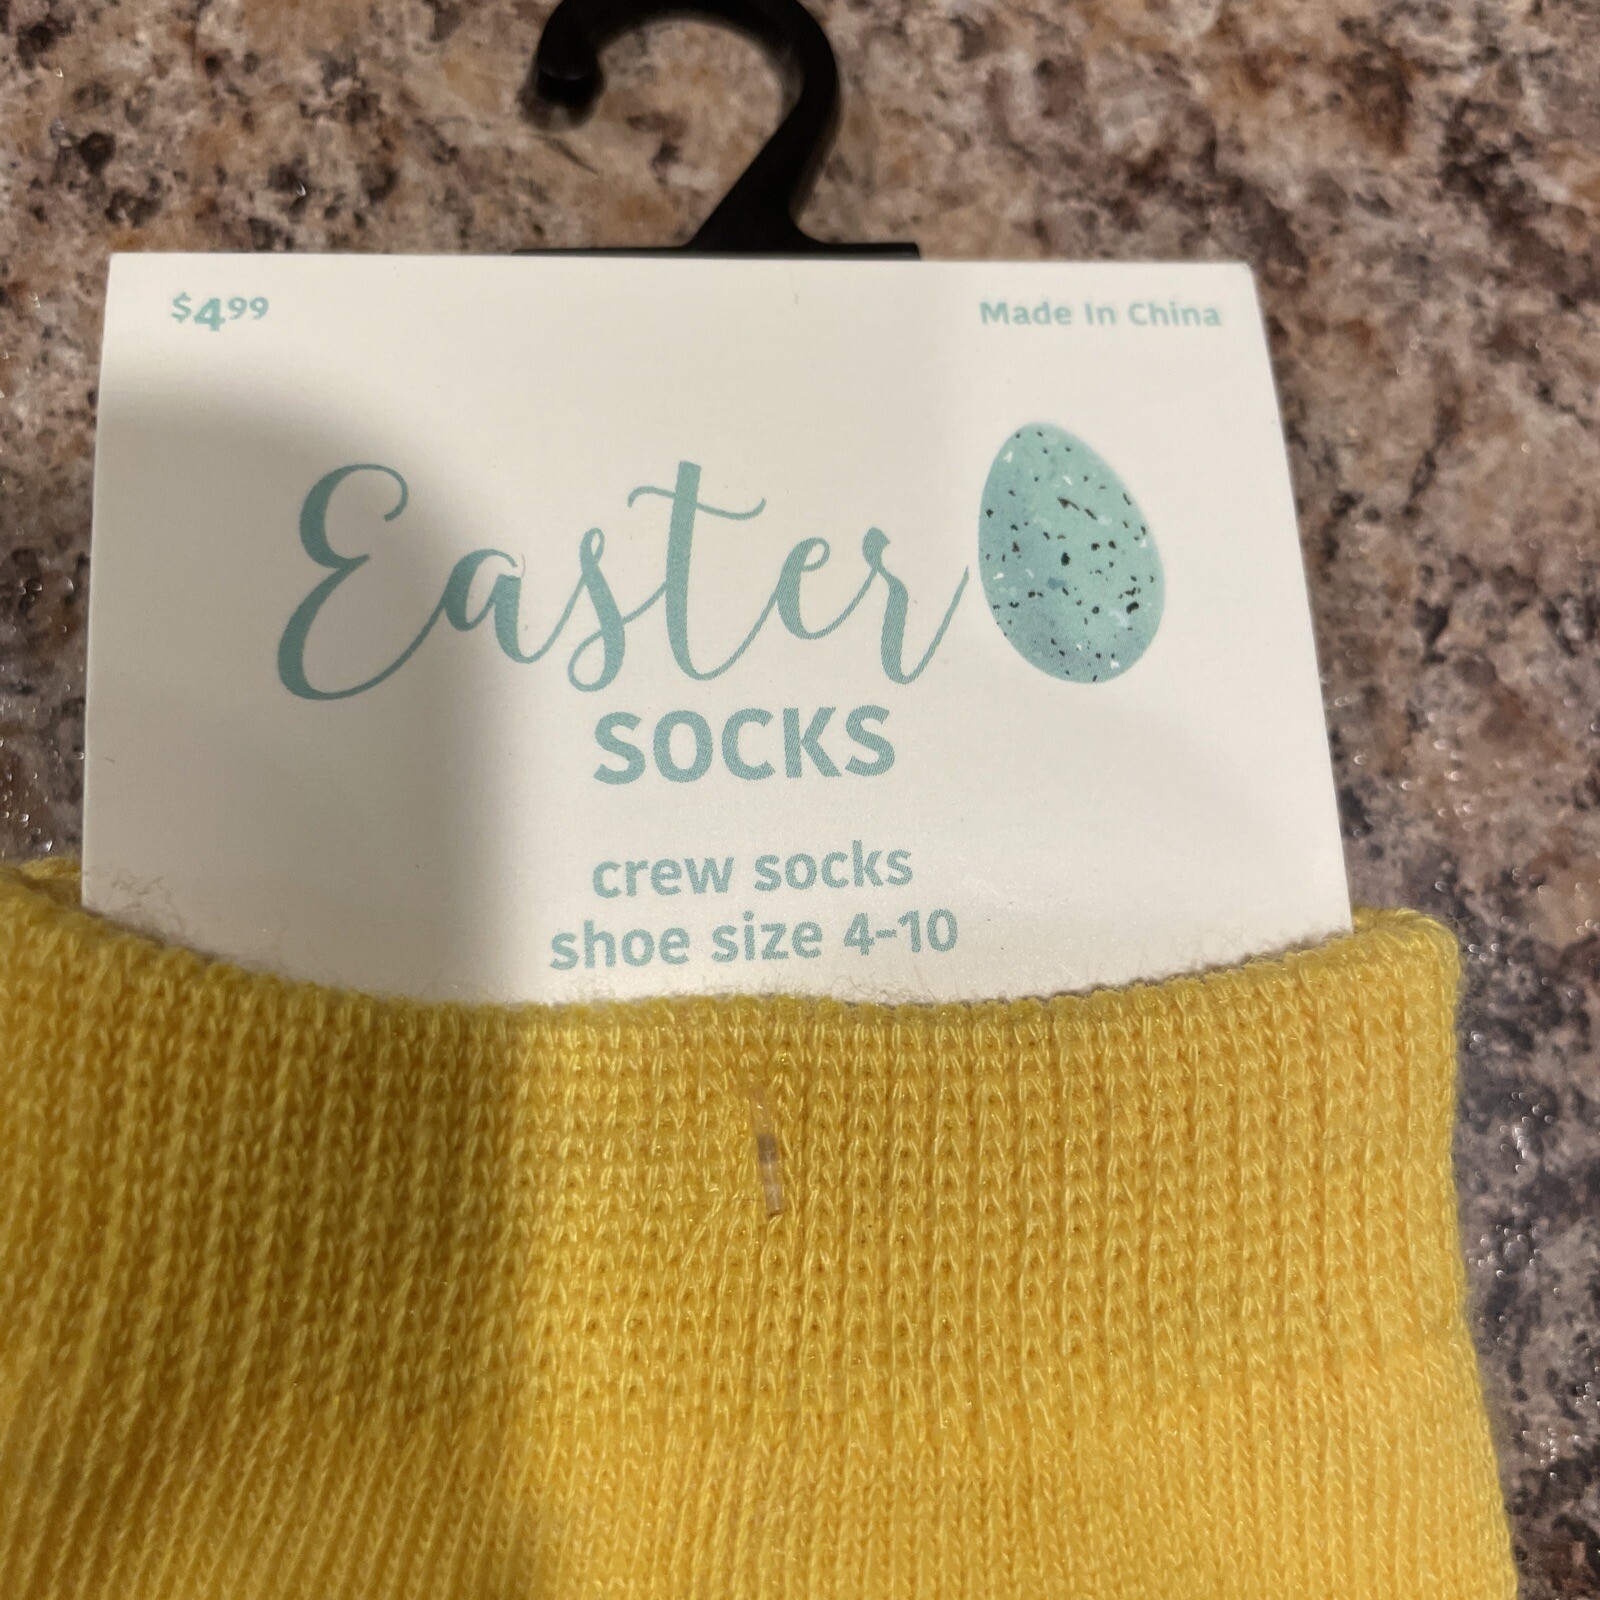 $4.99
Made In China
Easter
SOCKS
crew socks
shoe size 4-10